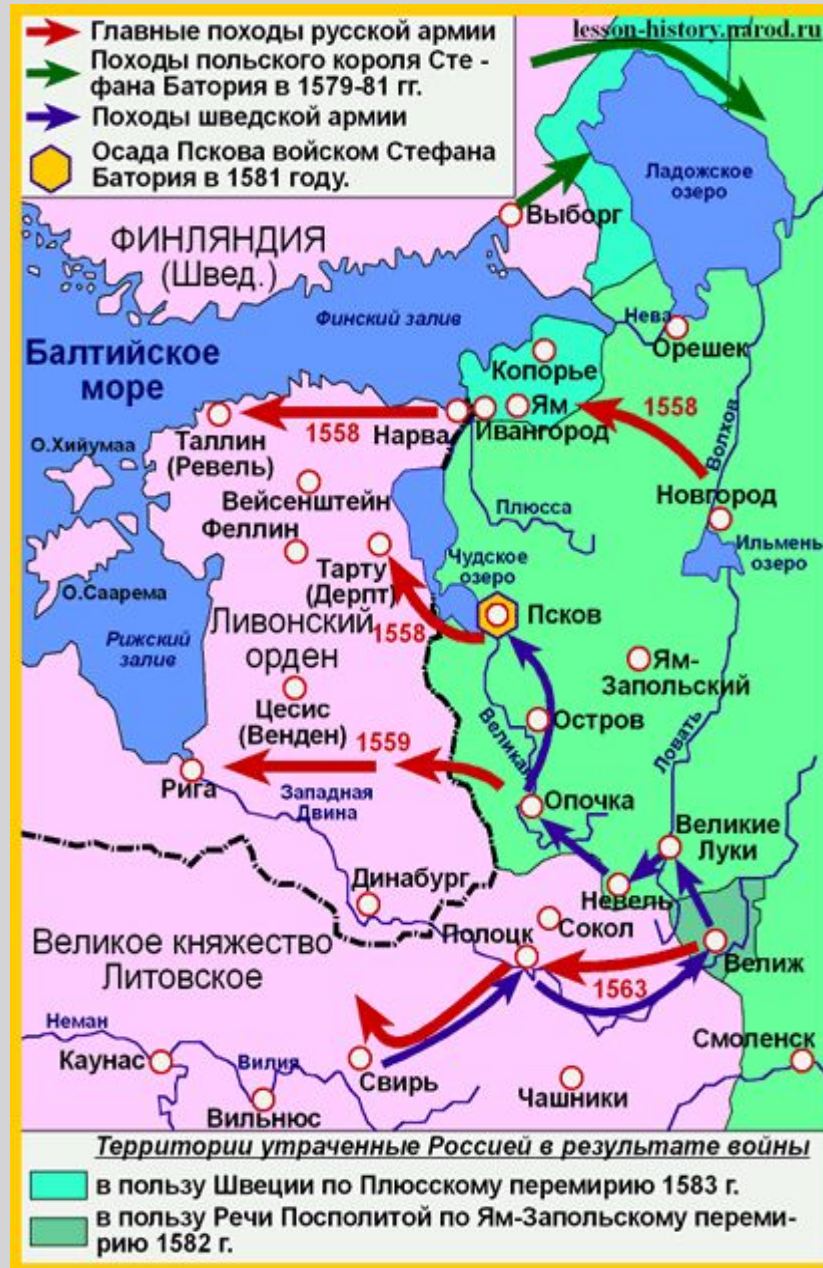 lesson-history.narod.ru
Главные походы русской армии
Походы польского короля Сте -
фана Батория в 1579-81 гг.
Походы шведской армии
Осада Пскова войском Стефана
Батория в 1581 году.
Ладожское
озеро
Выборг
ФИНЛЯНДИЯ
(Швед.)
Финский залив
Нева
Орешек
Балтийское
море
Копорье
Ям
1558
Нарва
Ивангород
1558
Волхов
Таллин
(Ревель)
О.Хийумаа
Вейсенштейн
Плюсса
Новгород
Феллин
Ильмень
озеро
Тарту
(Дерпт)
Чудское
озеро
О.Саарема
Псков
Рижский
залив
Ливонский
орден
1558
Ям-
Запольский
Цесис
(Венден)
Остров
Великая
Ловать
1559
Рига
Западная
Двина
Опочка
Великие
Луки
Динабург
Невель
Сокол
Полоцк
Велиж
Великое княжество
Литовское
1563
Неман
Каунас
Вилия
Свирь
Смоленск
Чашники
Вильнюс
Территории утраченные Россией в результате войны
в пользу Швеции по Плюсскому перемирию 1583 г.
в пользу Речи Посполитой по Ям-Запольскому переми-
рию 1582 г.